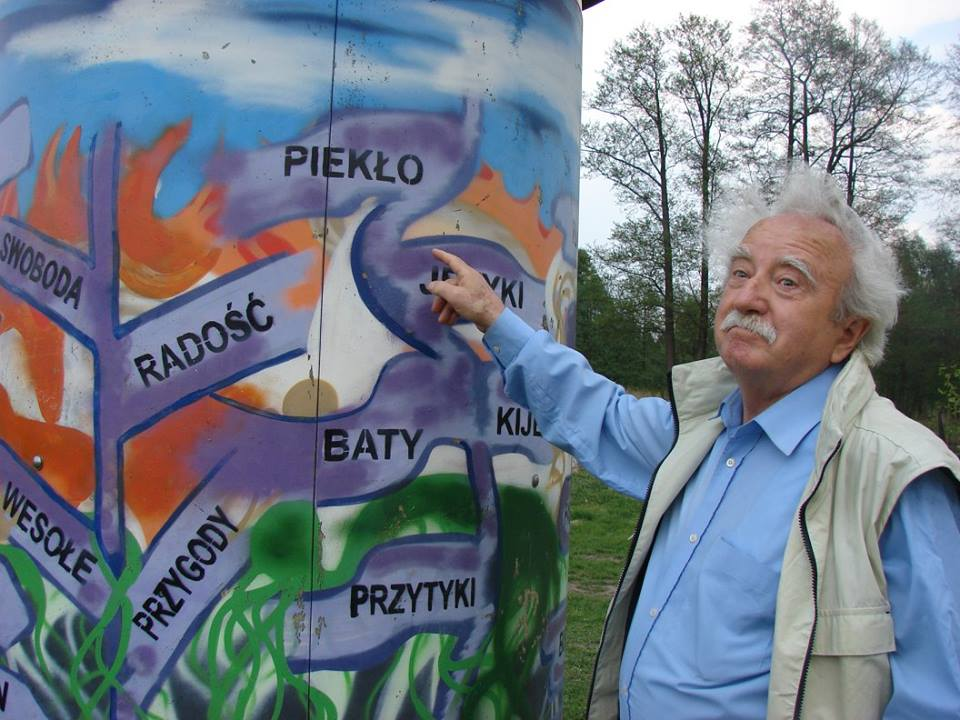 PIEKŁO
SWOBODA
RADOŚĆ
BATY
WESOŁE
PRZYGODY
PRZYTYKI